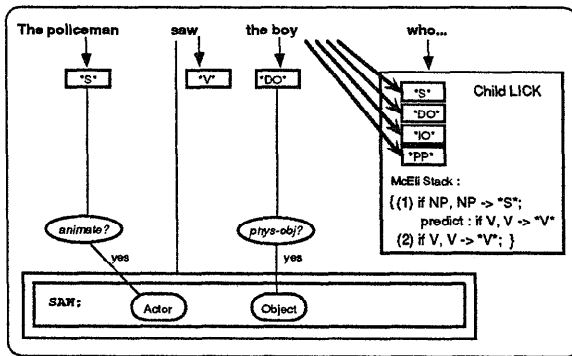 The policeman saw the boy who...
*S* *V* *DO* *S*
Child LICK
*DO*
*IO*
*PP*
McEli Stack :
{(1) if NP, NP -> *S*;
predict : if V, V -> *V*
(2) if V, V -> *V*; }
animate? phys-obj?
yes yes
SAW; Actor Object